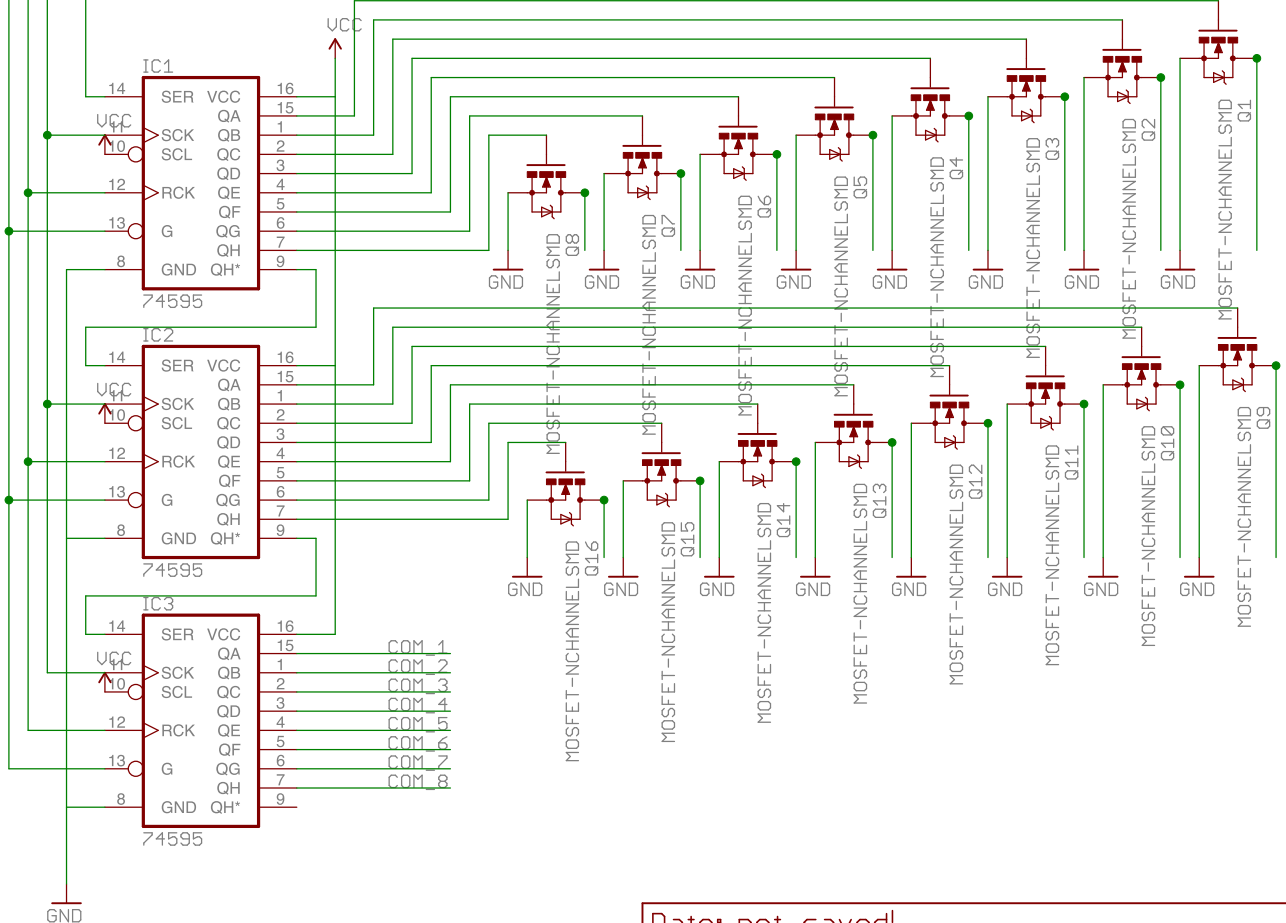 VCC
IC1
14 SER VCC 16
QA 15
VCC
11 SCK QB 1
10 SCL QC 2
QD 3
12 RCK QE 4
QF 5
13 G QG 6
QH 7
8 GND QH* 9
74595
MOSFET-NCHANNELSMD
Q8
MOSFET-NCHANNELSMD
Q7
MOSFET-NCHANNELSMD
Q6
MOSFET-NCHANNELSMD
Q5
MOSFET-NCHANNELSMD
Q4
MOSFET-NCHANNELSMD
Q3
MOSFET-NCHANNELSMD
Q2
MOSFET-NCHANNELSMD
Q1
GND GND GND GND GND GND GND GND
IC2
14 SER VCC 16
QA 15
VCC
11 SCK QB 1
10 SCL QC 2
QD 3
12 RCK QE 4
QF 5
13 G QG 6
QH 7
8 GND QH* 9
74595
MOSFET-NCHANNELSMD
Q16
MOSFET-NCHANNELSMD
Q15
MOSFET-NCHANNELSMD
Q14
MOSFET-NCHANNELSMD
Q13
MOSFET-NCHANNELSMD
Q12
MOSFET-NCHANNELSMD
Q11
MOSFET-NCHANNELSMD
Q10
MOSFET-NCHANNELSMD
Q9
GND GND GND GND GND GND GND GND
IC3
14 SER VCC 16
QA 15 COM_1
VCC
11 SCK QB 1 COM_2
10 SCL QC 2 COM_3
QD 3 COM_4
12 RCK QE 4 COM_5
QF 5 COM_6
13 G QG 6 COM_7
QH 7 COM_8
8 GND QH* 9
74595
GND
Date: not saved!